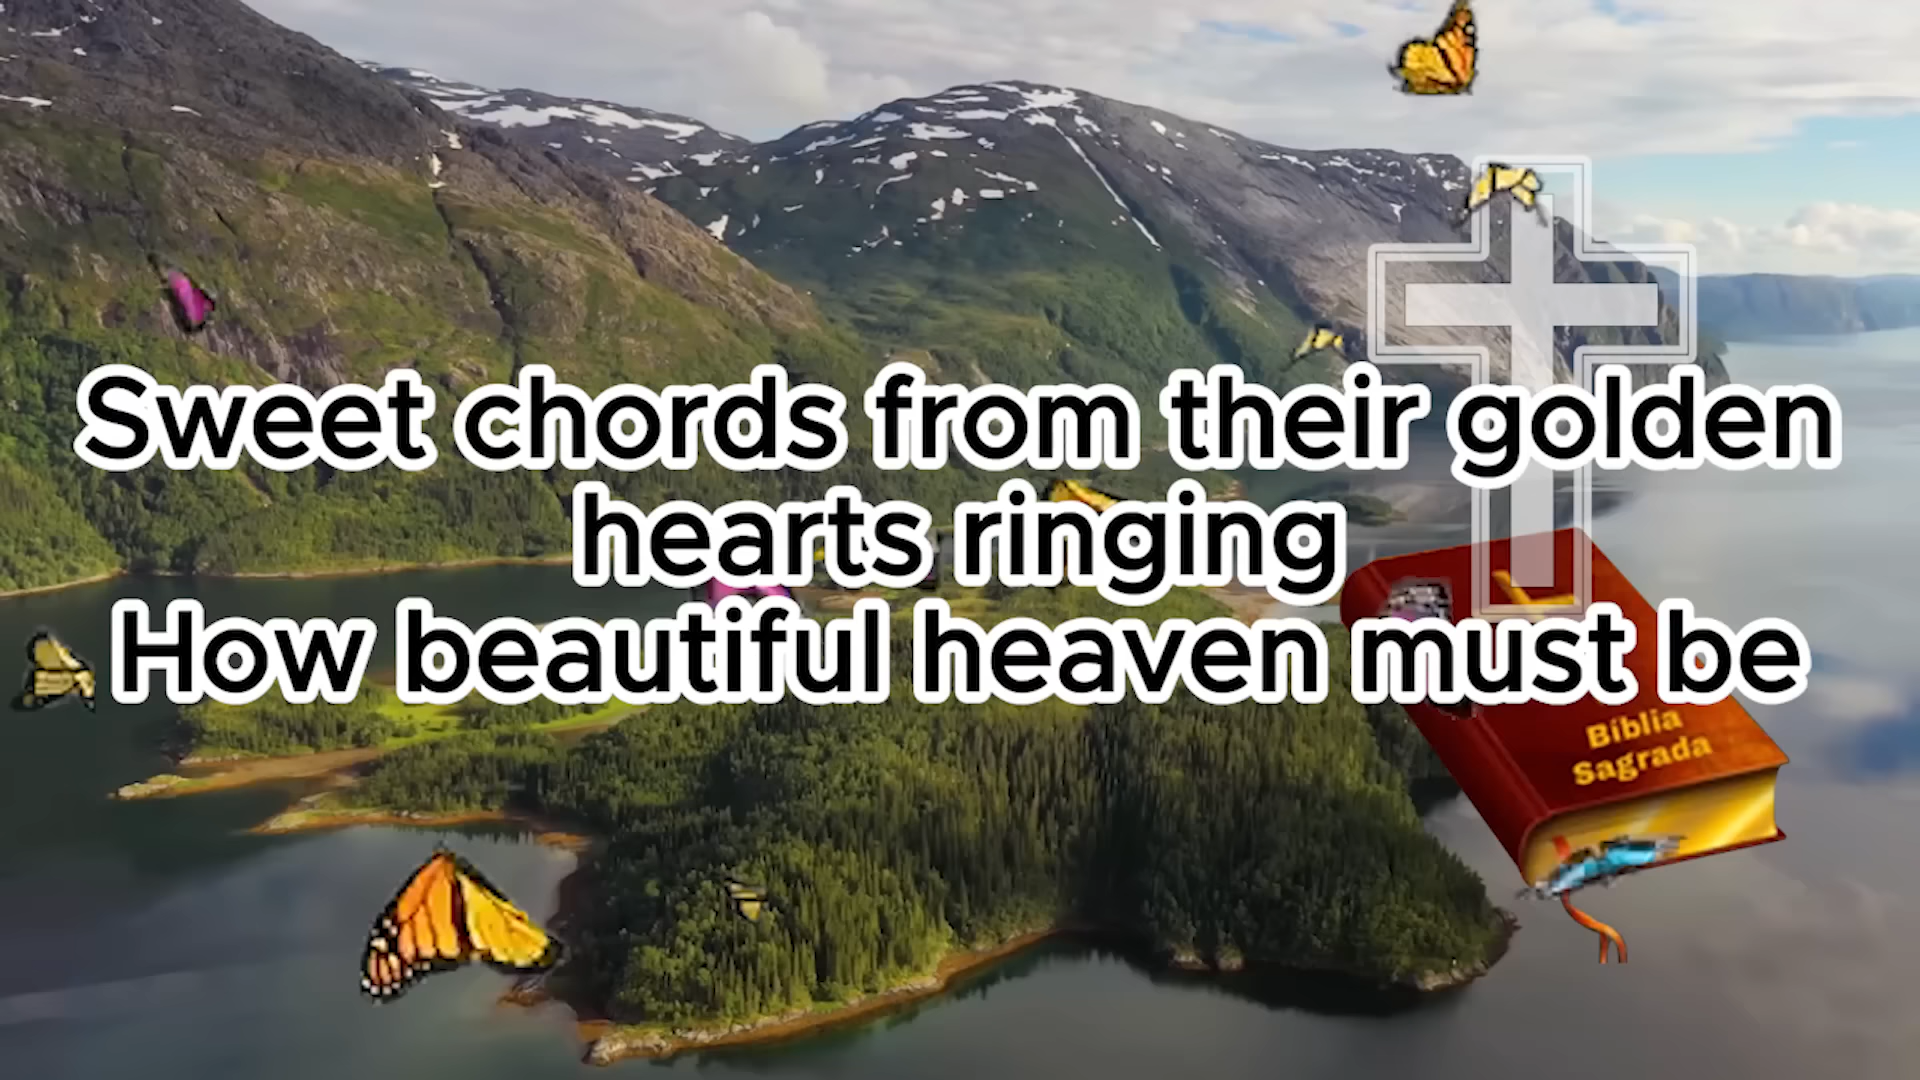 Sweet chords from their golden
hearts ringing
How beautiful heaven must be
Bíblia
Sagrada